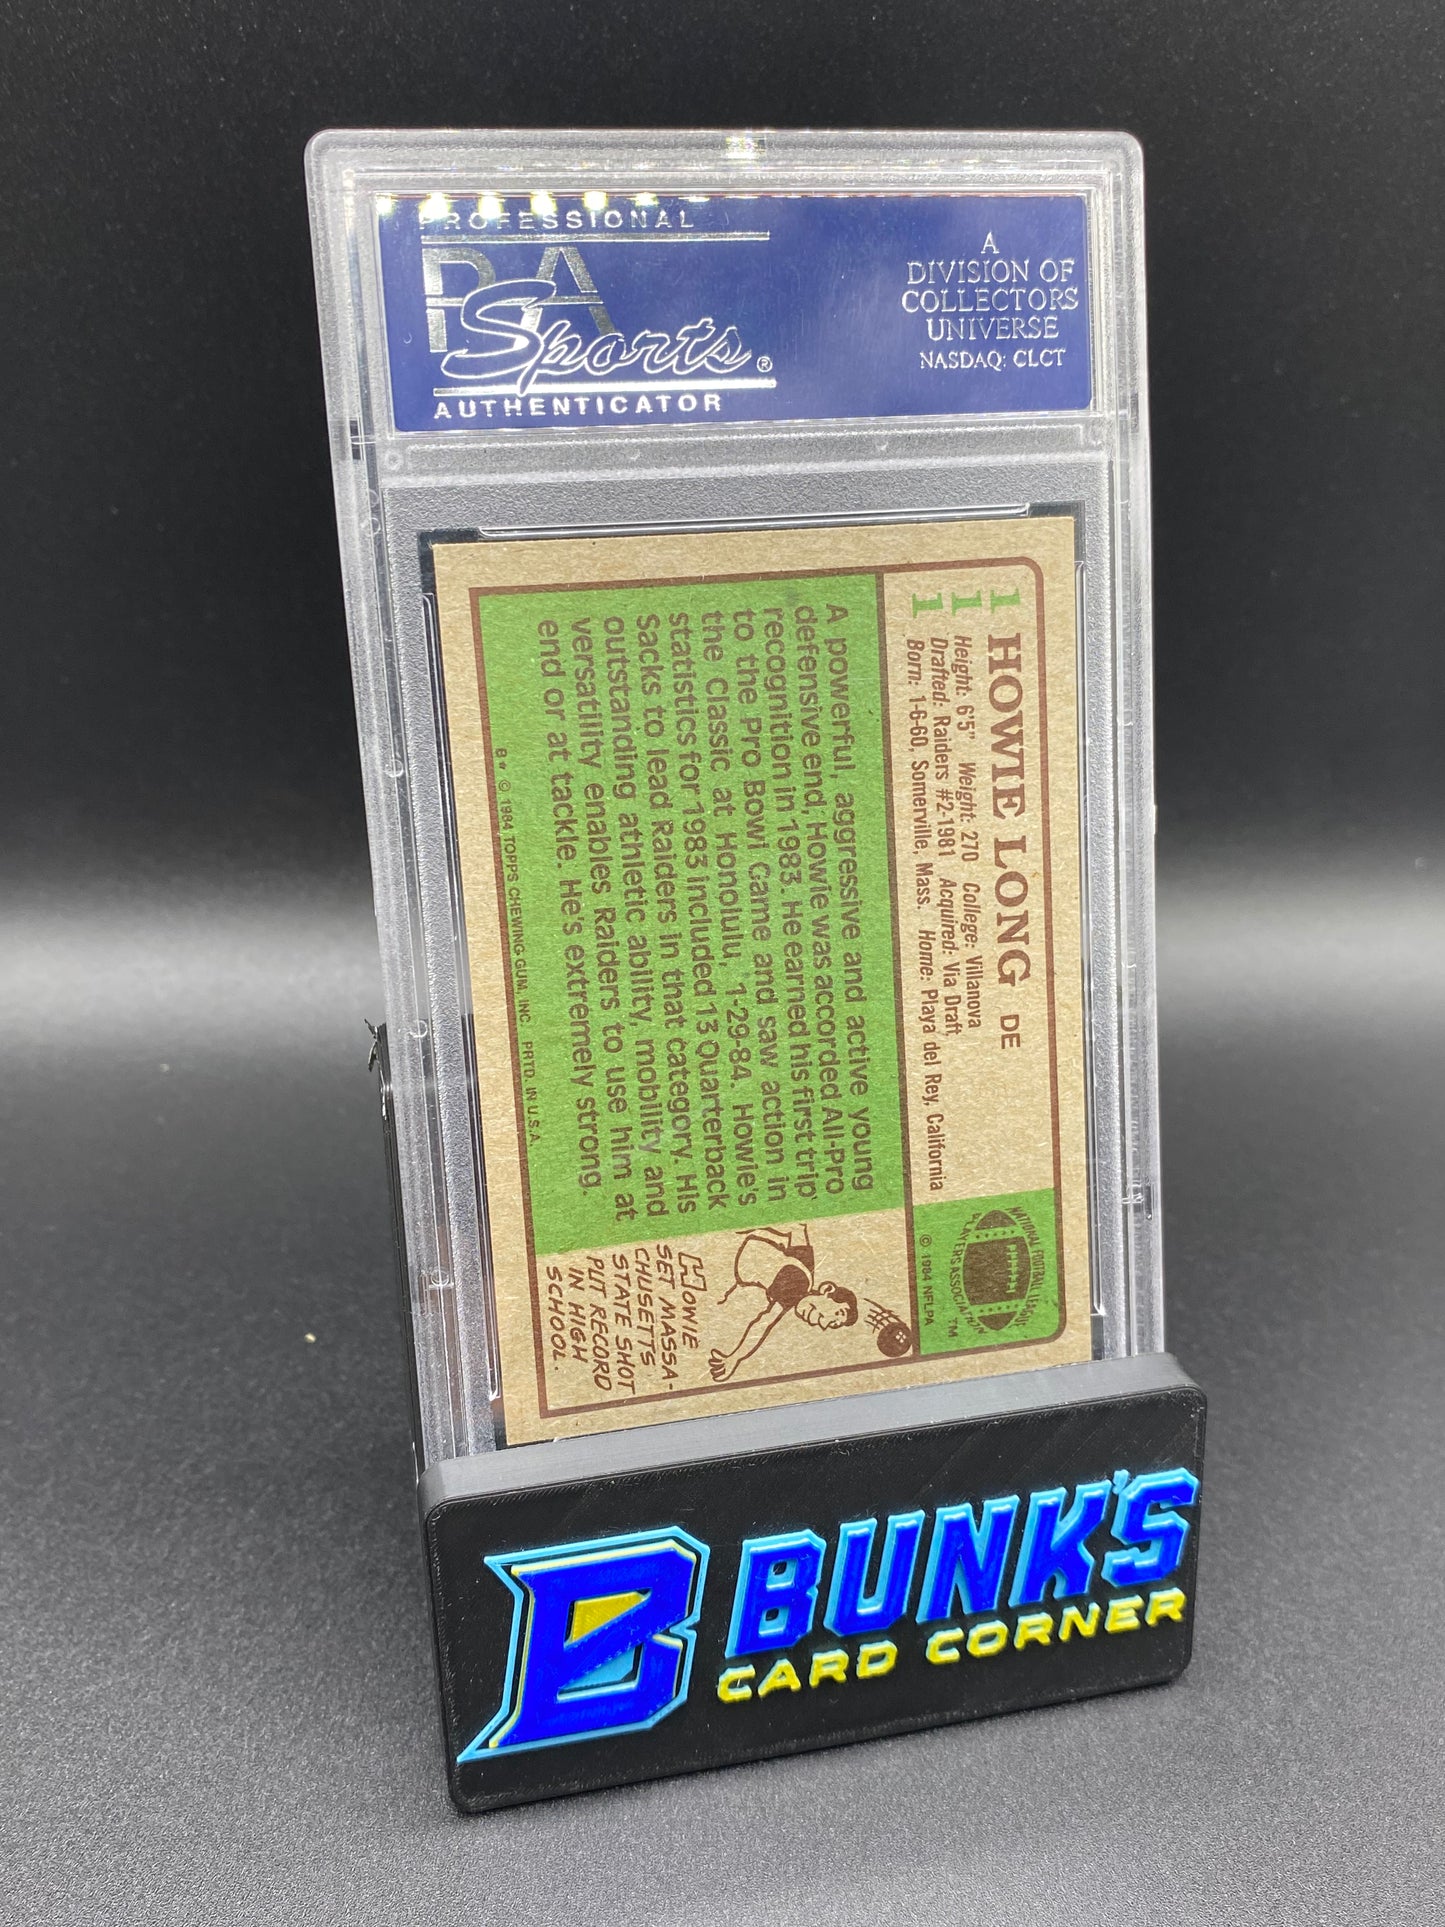 PROFESSIONAL
PSA
Sports®
AUTHENTICATOR
A
DIVISION OF
COLLECTORS
UNIVERSE
NASDAQ: CLCT
111
HOWIE LONG DE
Height: 6'5" Weight: 270 College: Villanova
Drafted: Raiders #2-1981 Acquired: Via Draft
Born: 1-6-60, Somerville, Mass. Home: Playa del Rey, California
NATIONAL FOOTBALL LEAGUE
PLAYERS ASSOCIATION
TM
© 1984 NFLPA
A powerful, aggressive and active young
defensive end, Howie was accorded All-Pro
recognition in 1983. He earned his first trip
to the Pro Bowl Game and saw action in
the Classic at Honolulu, 1-29-84. Howie's
statistics for 1983 included 13 Quarterback
Sacks to lead Raiders in that category. His
outstanding athletic ability, mobility and
versatility enables Raiders to use him at
end or at tackle. He's extremely strong.
HOWIE
SET MASSA-
CHUSETTS
STATE SHOT
PUT RECORD
IN HIGH
SCHOOL.
B* © 1984 TOPPS CHEWING GUM, INC. PRTD. IN U.S.A.
B BUNK'S
CARD CORNER